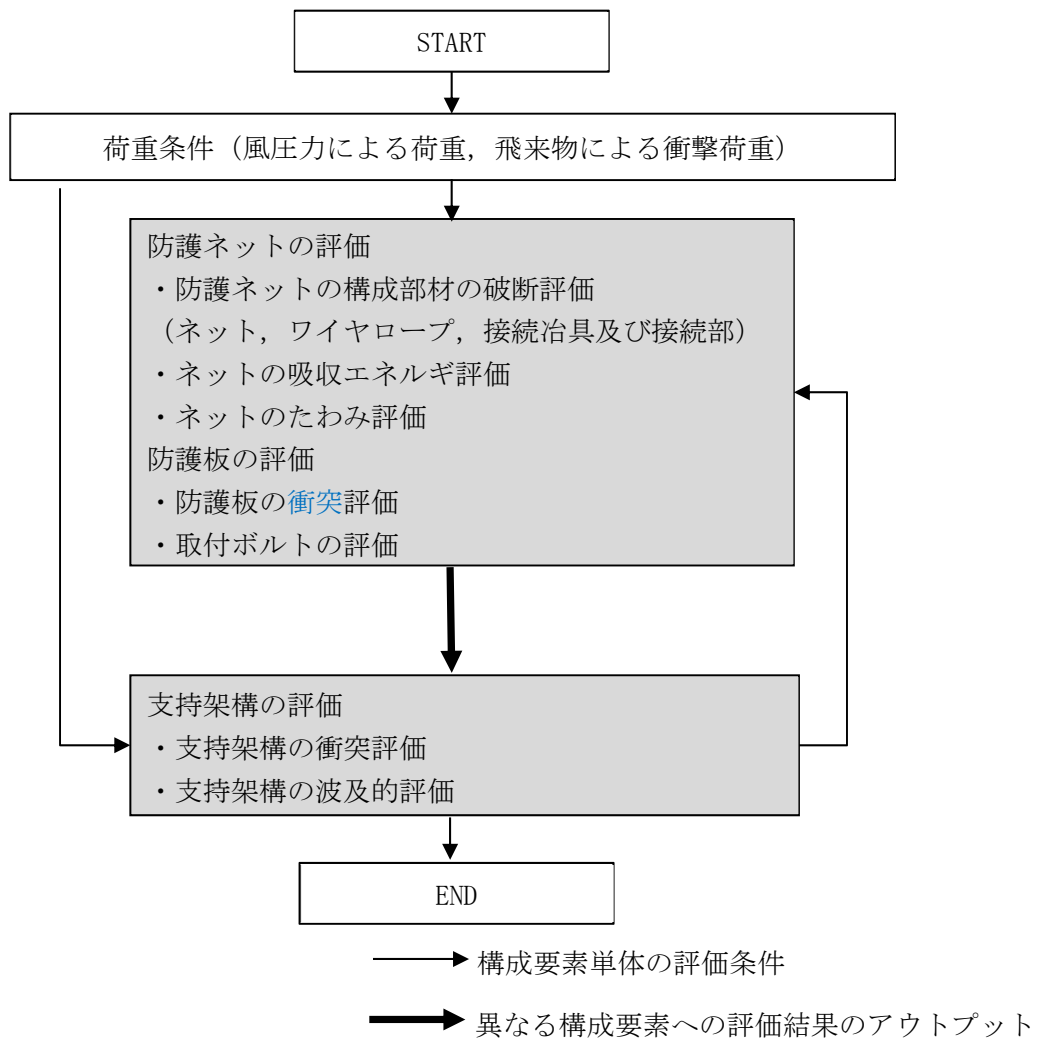 START
荷重条件（風圧力による荷重，飛来物による衝撃荷重）
防護ネットの評価
・防護ネットの構成部材の破断評価
（ネット，ワイヤロープ，接続冶具及び接続部）
・ネットの吸収エネルギ評価
・ネットのたわみ評価
防護板の評価
・防護板の衝突評価
・取付ボルトの評価
支持架構の評価
・支持架構の衝突評価
・支持架構の波及的評価
END
構成要素単体の評価条件
異なる構成要素への評価結果のアウトプット